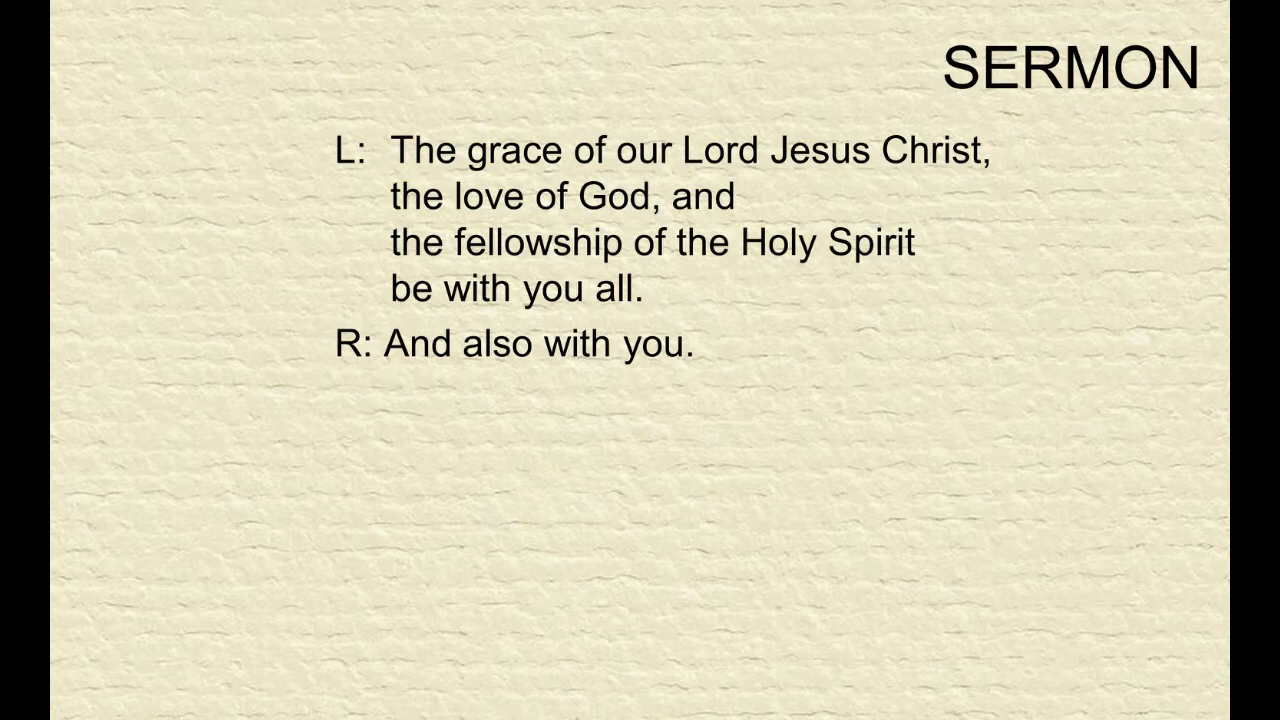 SERMON
L: The grace of our Lord Jesus Christ,
the love of God, and
the fellowship of the Holy Spirit
be with you all.
R: And also with you.